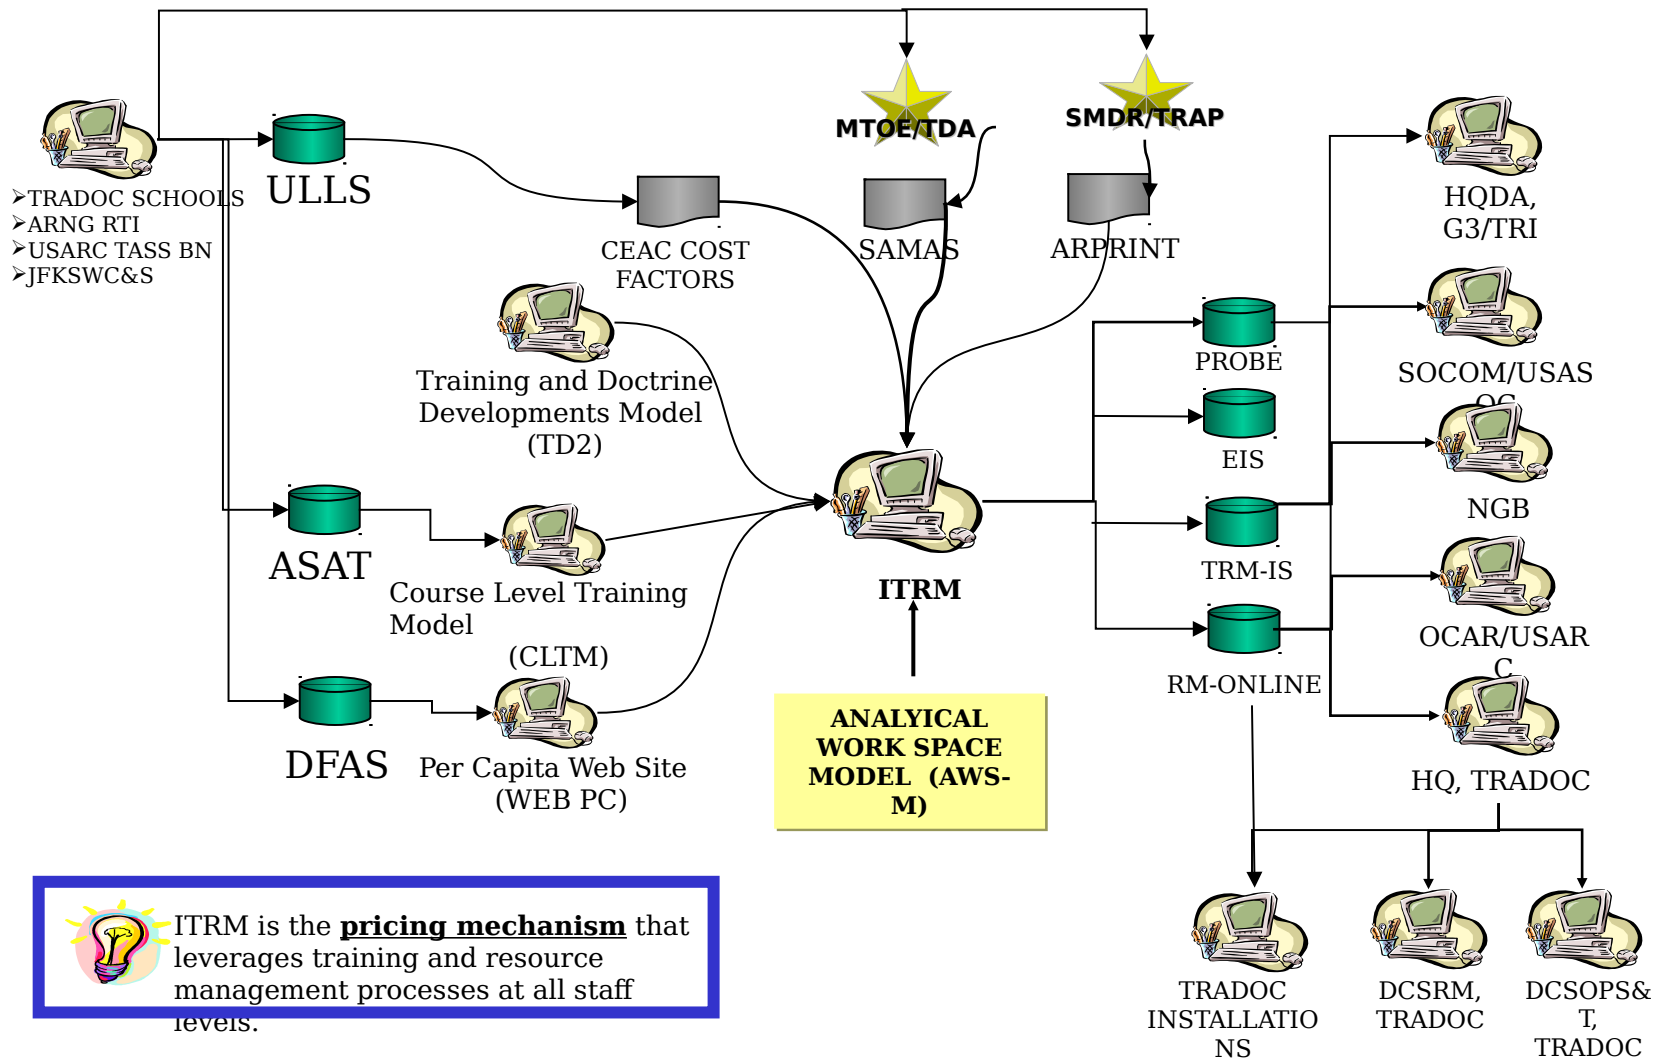 MTOE/TDA
SMDR/TRAP
➢TRADOC SCHOOLS
➢ARNG RTI
➢USARC TASS BN
➢JFKSWC&S
ULLS
CEAC COST
FACTORS
SAMAS
ARPRINT
HQDA,
G3/TRI
Training and Doctrine
Developments Model
(TD2)
PROBE
SOCOM/USAS
OC
EIS
NGB
ASAT
Course Level Training
Model
(CLTM)
ITRM
TRM-IS
OCAR/USAR
C
RM-ONLINE
DFAS
Per Capita Web Site
(WEB PC)
ANALYICAL
WORK SPACE
MODEL (AWS-
M)
HQ, TRADOC
ITRM is the pricing mechanism that
leverages training and resource
management processes at all staff
levels.
TRADOC
INSTALLATIO
NS
DCSRM,
TRADOC
DCSOPS&
T,
TRADOC